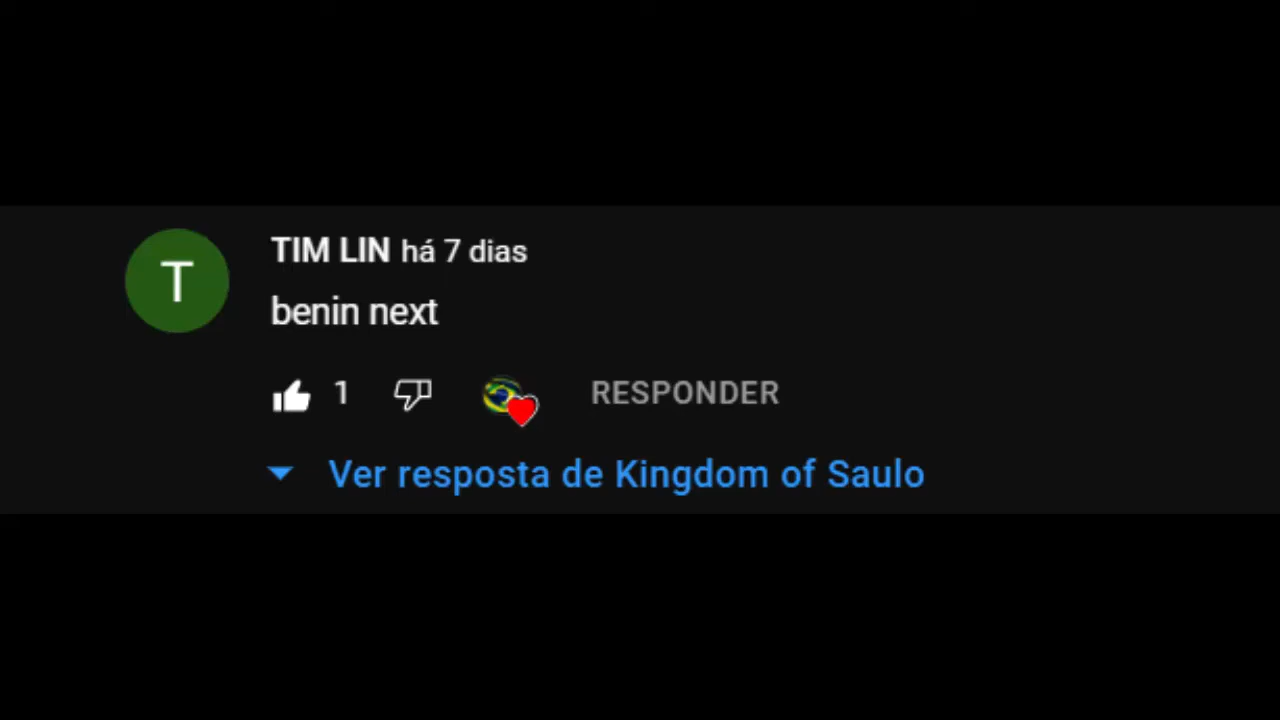 T
TIM LIN há 7 dias
benin next
1
RESPONDER
Ver resposta de Kingdom of Saulo